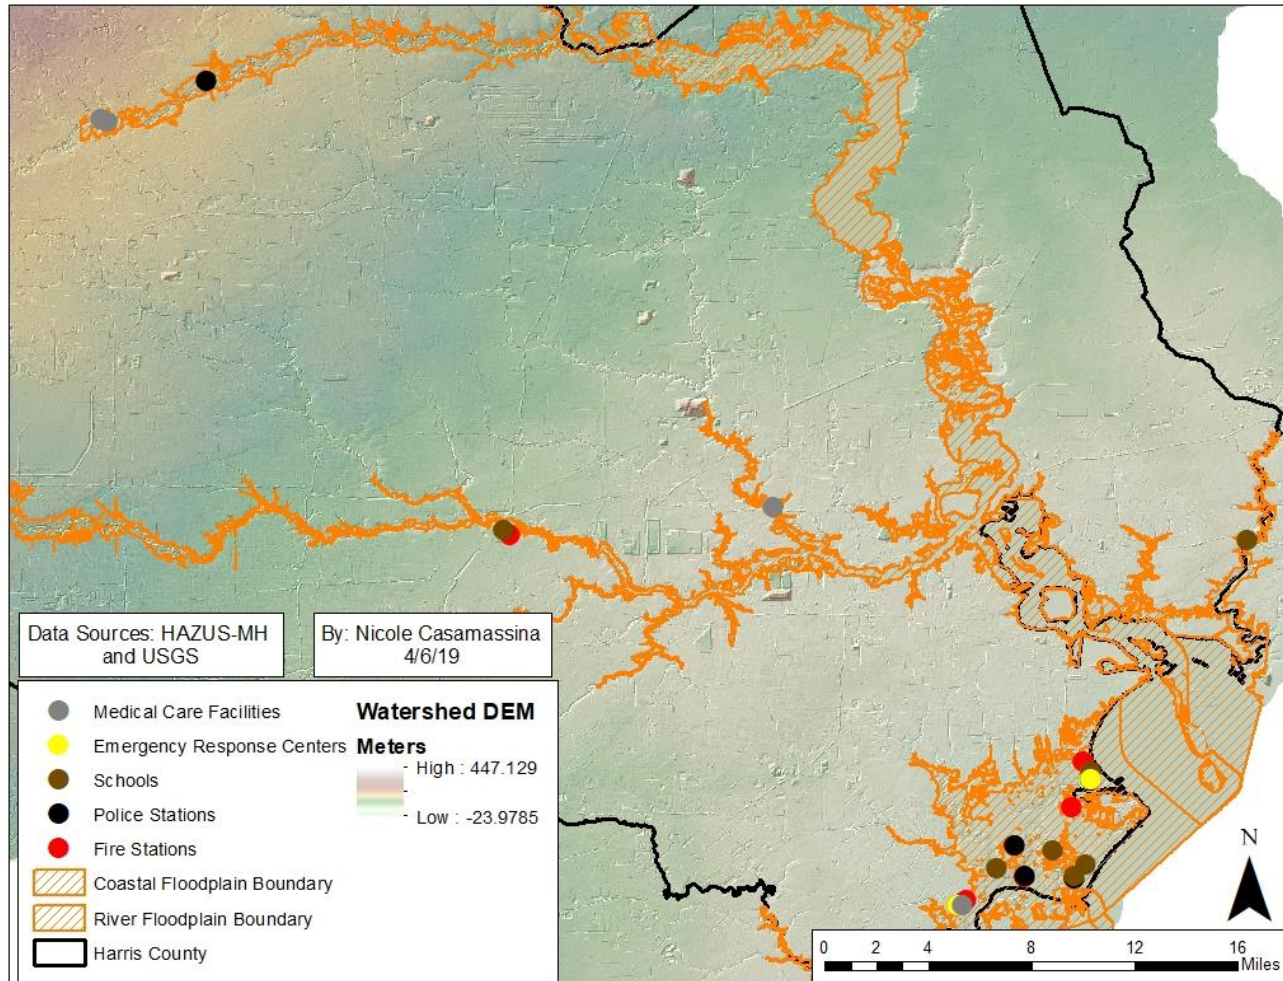 Data Sources: HAZUS-MH
and USGS
By: Nicole Casamassina
4/6/19
Medical Care Facilities
Emergency Response Centers
Schools
Police Stations
Fire Stations
Coastal Floodplain Boundary
River Floodplain Boundary
Harris County
Watershed DEM
Meters
High : 447.129
Low : -23.9785
N
0 2 4 8 12 16
Miles